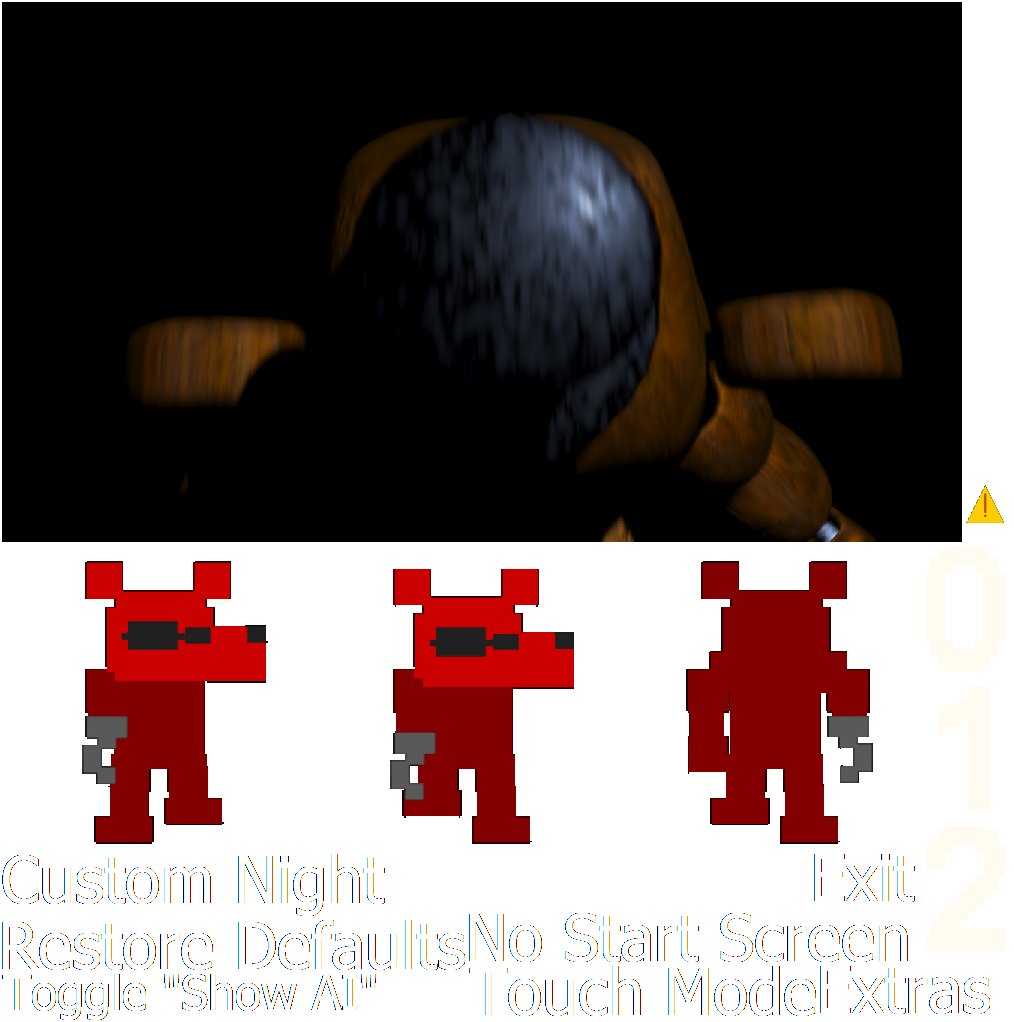 !
0
1
2
Custom Night
Exit
Restore Defaults
No Start Screen
Toggle "Show AI"
Touch Mode
Extras